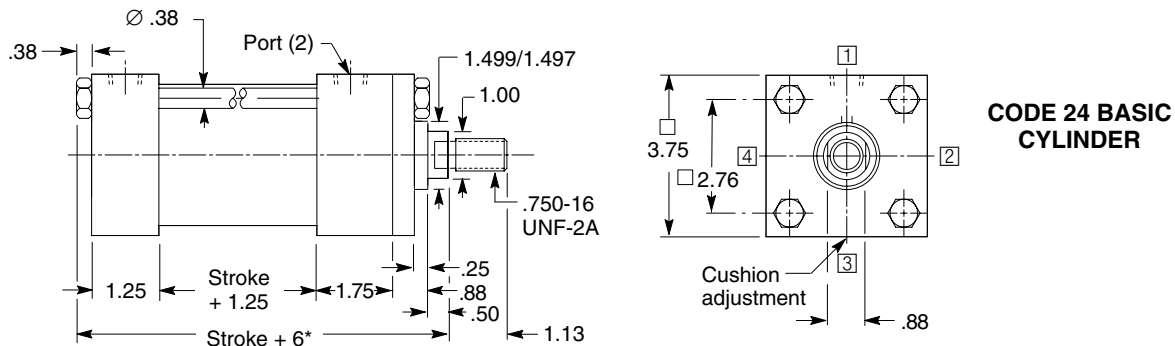 Ø .38
.38
Port (2)
1.499/1.497
1.00
.750-16
UNF-2A
1.25
Stroke
+ 1.25
1.75
.25
.88
.50
Stroke + 6*
1.13
1
3.75
2.76
4
2
3
Cushion
adjustment
.88
CODE 24 BASIC
CYLINDER